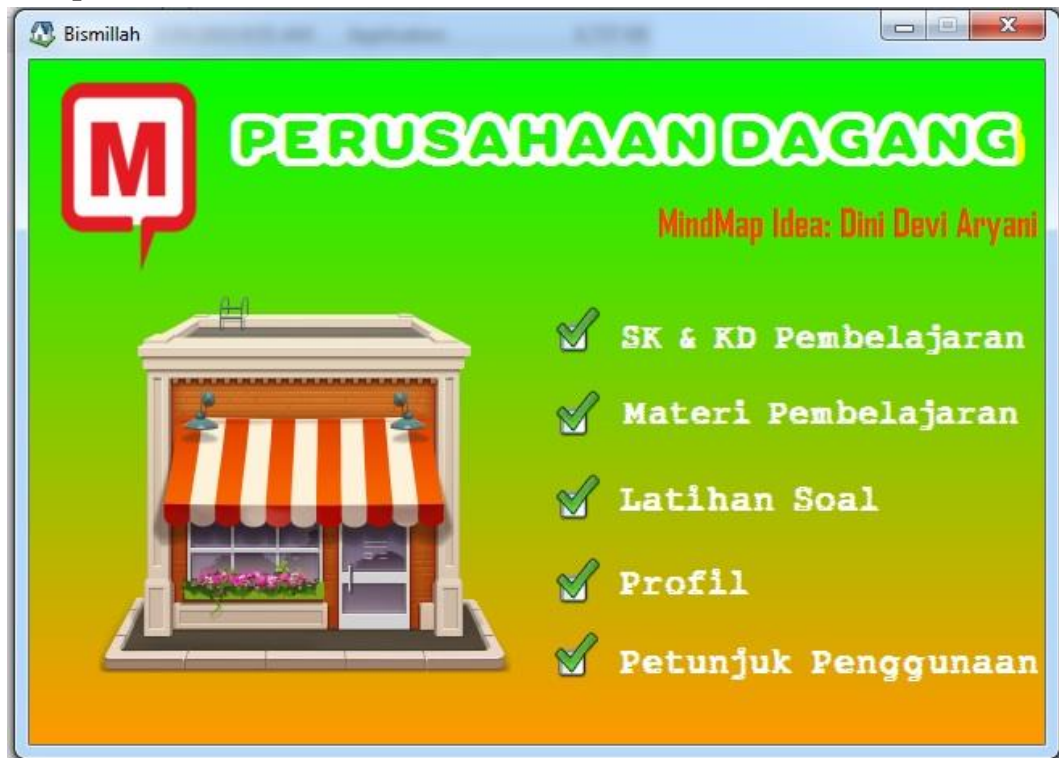 Bismillah
M
PERUSAHAAN DAGANG
MindMap Idea: Dini Devi Aryani
SK & KD Pembelajaran
Materi Pembelajaran
Latihan Soal
Profil
Petunjuk Penggunaan